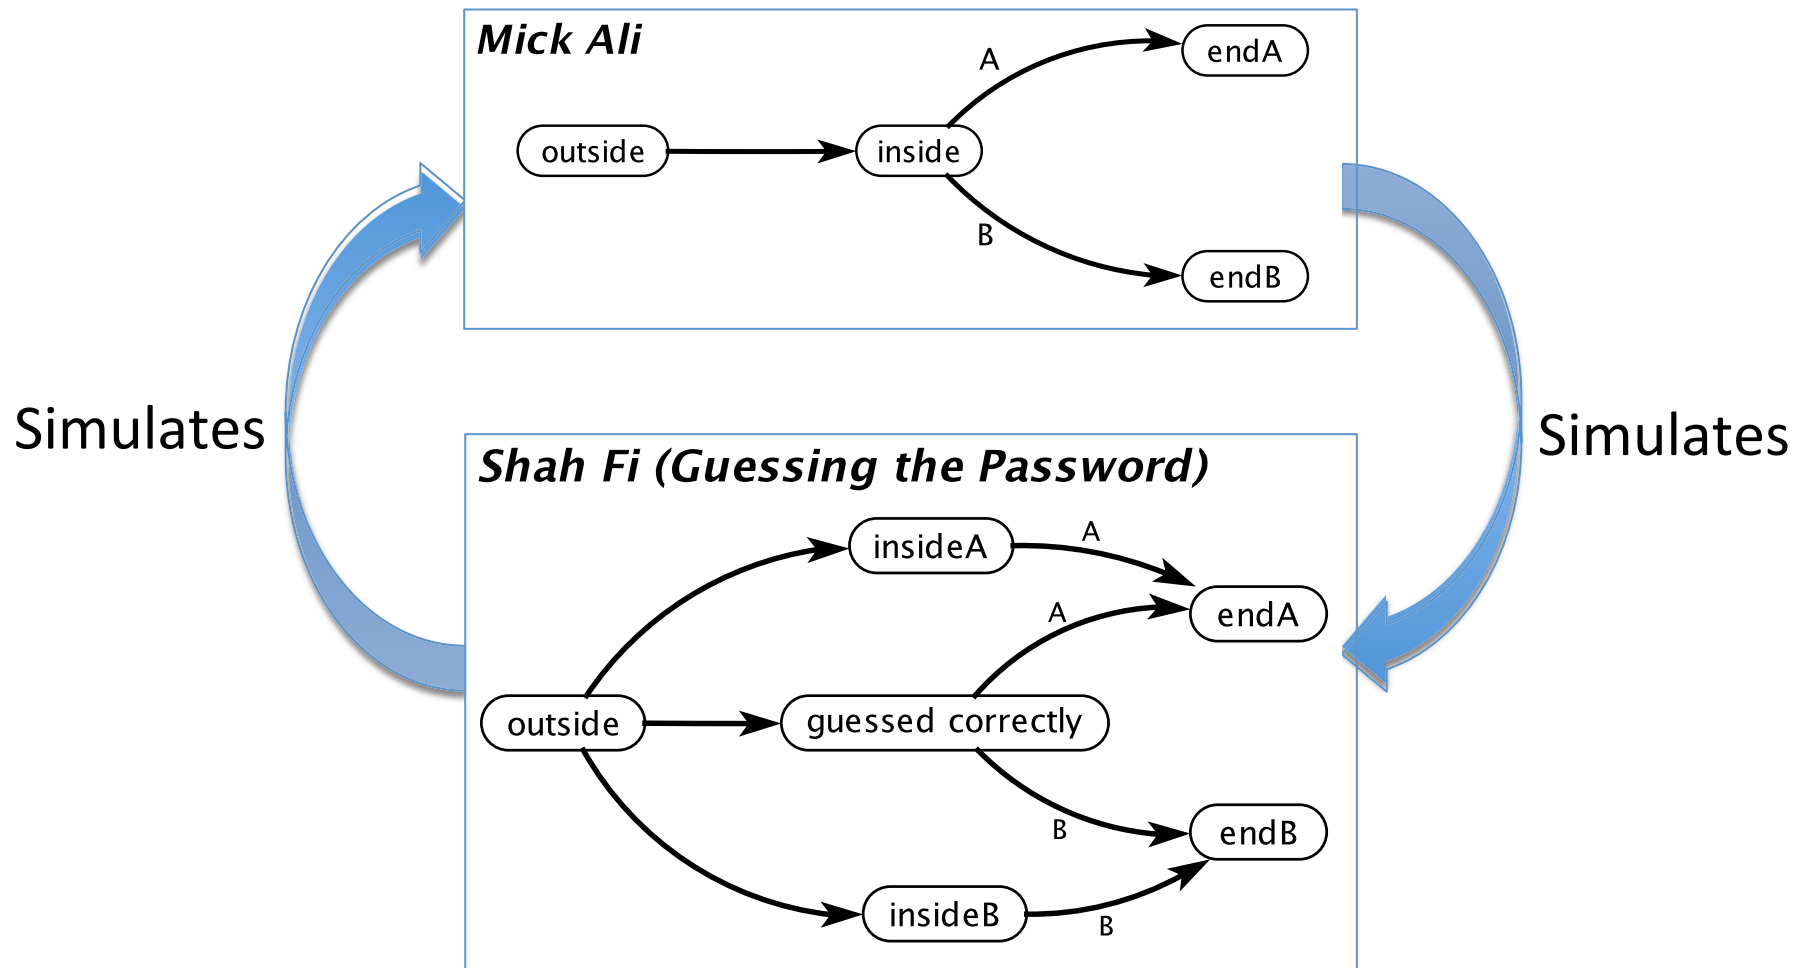 Mick Ali
A
endA
outside
inside
B
endB
Simulates
Simulates
Shah Fi (Guessing the Password)
insideA
A
A
endA
outside
guessed correctly
B
endB
insideB
B